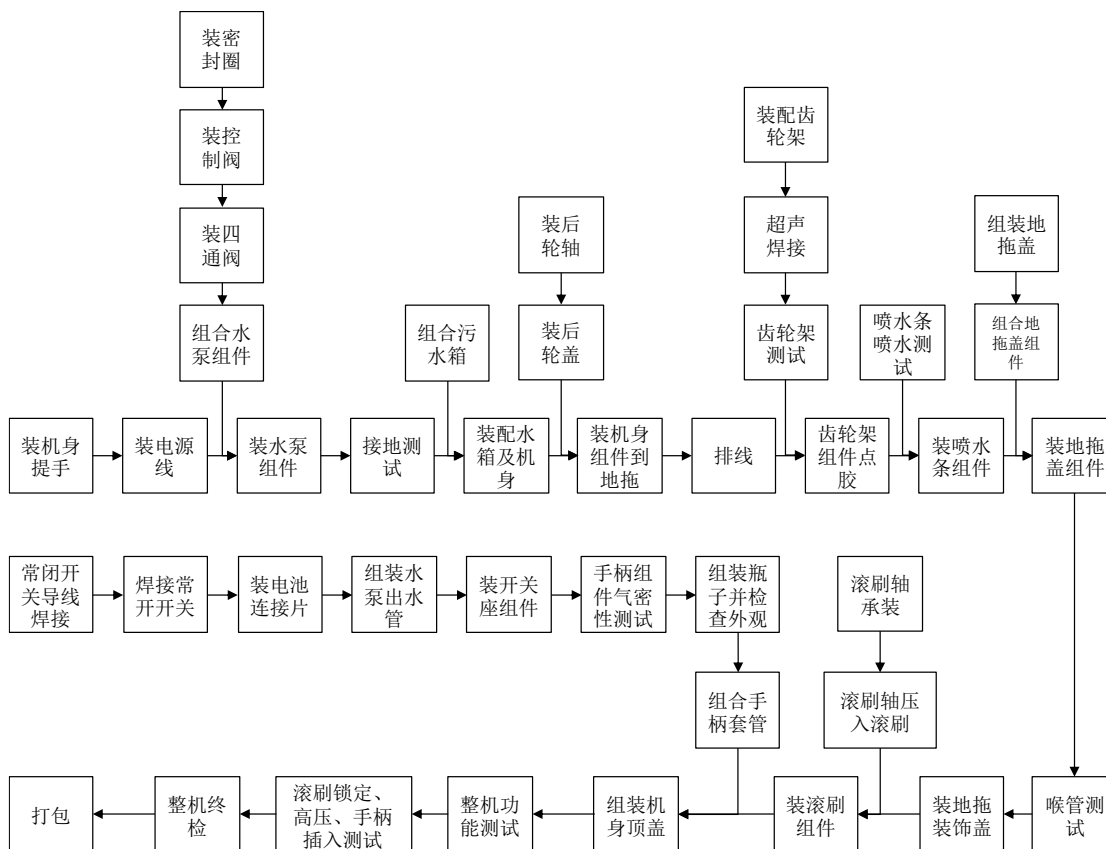 装密
封圈
装控
制阀
装四
通阀
组合水
泵组件
组合污
水箱
装后
轮轴
装后
轮盖
装配齿
轮架
超声
焊接
齿轮架
测试
喷水条
喷水测
试
组装地
拖盖
组合地
拖盖组
件
装机身
提手
装电源
线
装水泵
组件
接地测
试
装配水
箱及机
身
装机身
组件到
地拖
排线
齿轮架
组件点
胶
装喷水
条组件
装地拖
盖组件
常闭开
关导线
焊接
焊接常
开开关
装电池
连接片
组装水
泵出水
管
装开关
座组件
手柄组
件气密
性测试
组装瓶
子并检
查外观
滚刷轴
承装
组合手
柄套管
滚刷轴压
入滚刷
打包
整机终
检
滚刷锁定、
高压、手柄
插入测试
整机功
能测试
组装机
身顶盖
装滚刷
组件
装地拖
装饰盖
喉管测
试